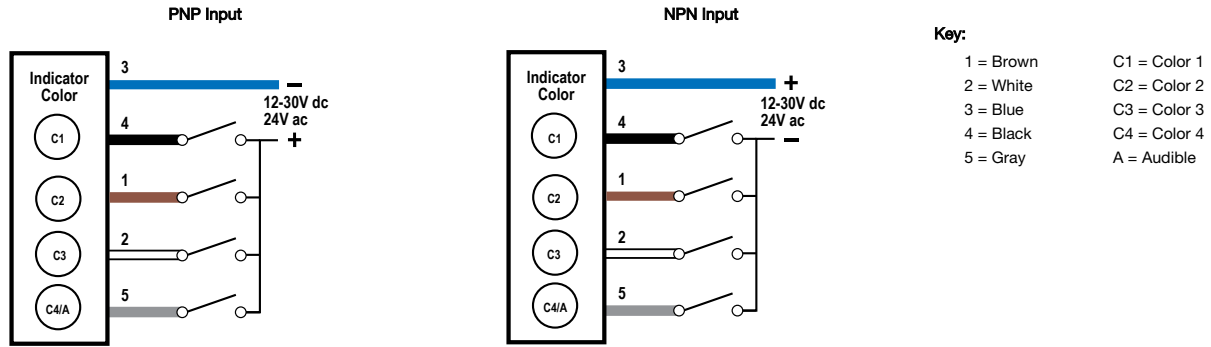 PNP Input
Indicator
Color
3
−
12-30V dc
24V ac
+
C1
4
C2
1
C3
2
C4/A
5
NPN Input
Indicator
Color
3
+
12-30V dc
24V ac
−
C1
4
C2
1
C3
2
C4/A
5
Key:
1 = Brown
2 = White
3 = Blue
4 = Black
5 = Gray
C1 = Color 1
C2 = Color 2
C3 = Color 3
C4 = Color 4
A = Audible